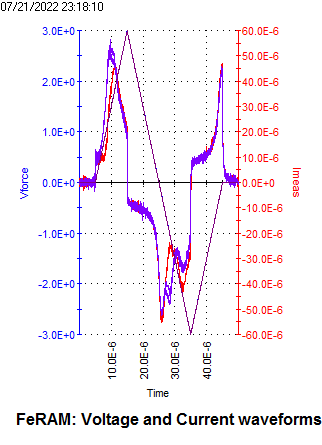 07/21/2022 23:18:10
3.0E+0
2.0E+0
1.0E+0
0.0E+0
-1.0E+0
-2.0E+0
-3.0E+0
Vforce
60.0E-6
50.0E-6
40.0E-6
30.0E-6
20.0E-6
10.0E-6
0.0E+0
-10.0E-6
-20.0E-6
-30.0E-6
-40.0E-6
-50.0E-6
-60.0E-6
Imeas
10.0E-6
20.0E-6
30.0E-6
40.0E-6
Time
FeRAM: Voltage and Current waveforms